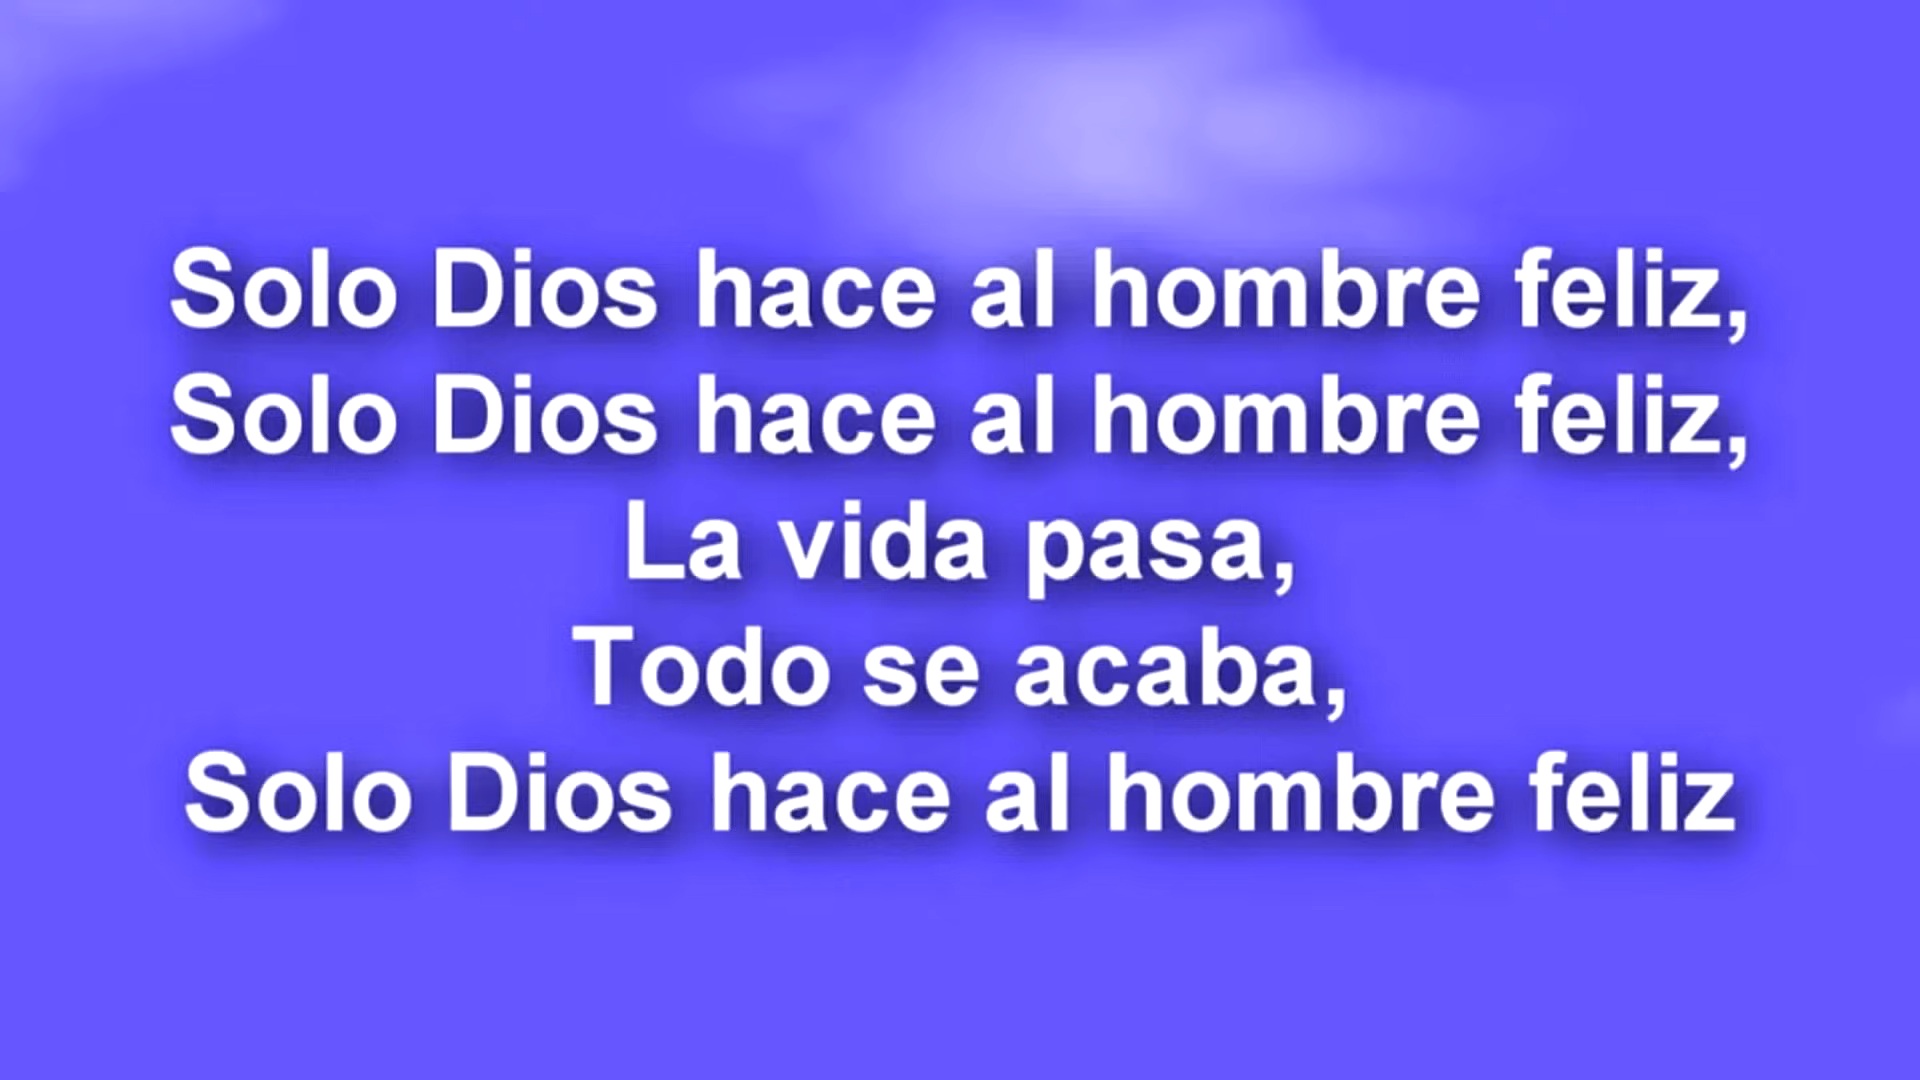 Solo Dios hace al hombre feliz,
Solo Dios hace al hombre feliz,
La vida pasa,
Todo se acaba,
Solo Dios hace al hombre feliz